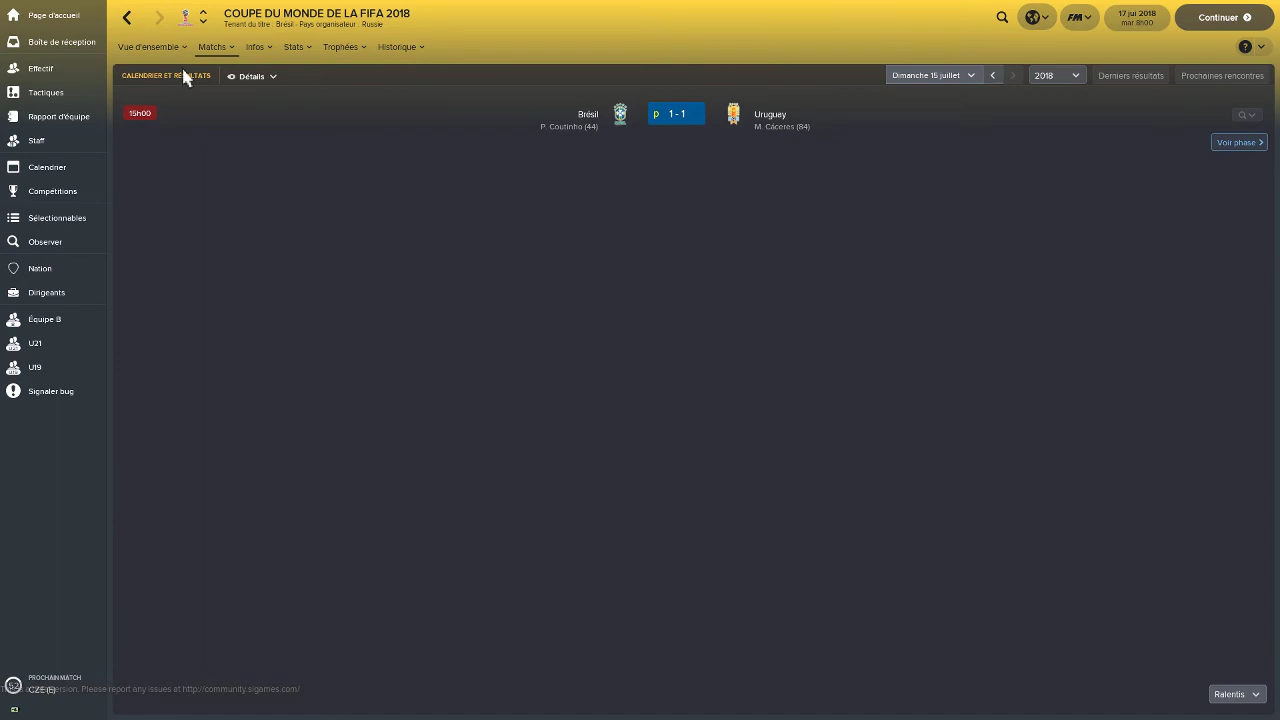 Page d'accueil
Boîte de réception
Effectif
Tactiques
Rapport d'équipe
Staff
Calendrier
Compétitions
Sélectionnables
Observer
Nation
Dirigeants
Équipe B
U21
U19
Signaler bug
COUPE DU MONDE DE LA FIFA 2018
Tenant du titre : Brésil - Pays organisateur : Russie
FM
17 jui 2018
mar 8h00
Continuer
Vue d'ensemble
Matchs
Infos
Stats
Trophées
Historique
?
CALENDRIER ET RÉSULTATS
Détails
Dimanche 15 juillet
2018
Derniers résultats
Prochaines rencontres
15h00
Brésil
p 1 - 1
Uruguay
P. Coutinho (44)
M. Cáceres (84)
Voir phase
PROCHAIN MATCH
CZE (E)
version. Please report any issues at http://community.sigames.com/
Ralentis